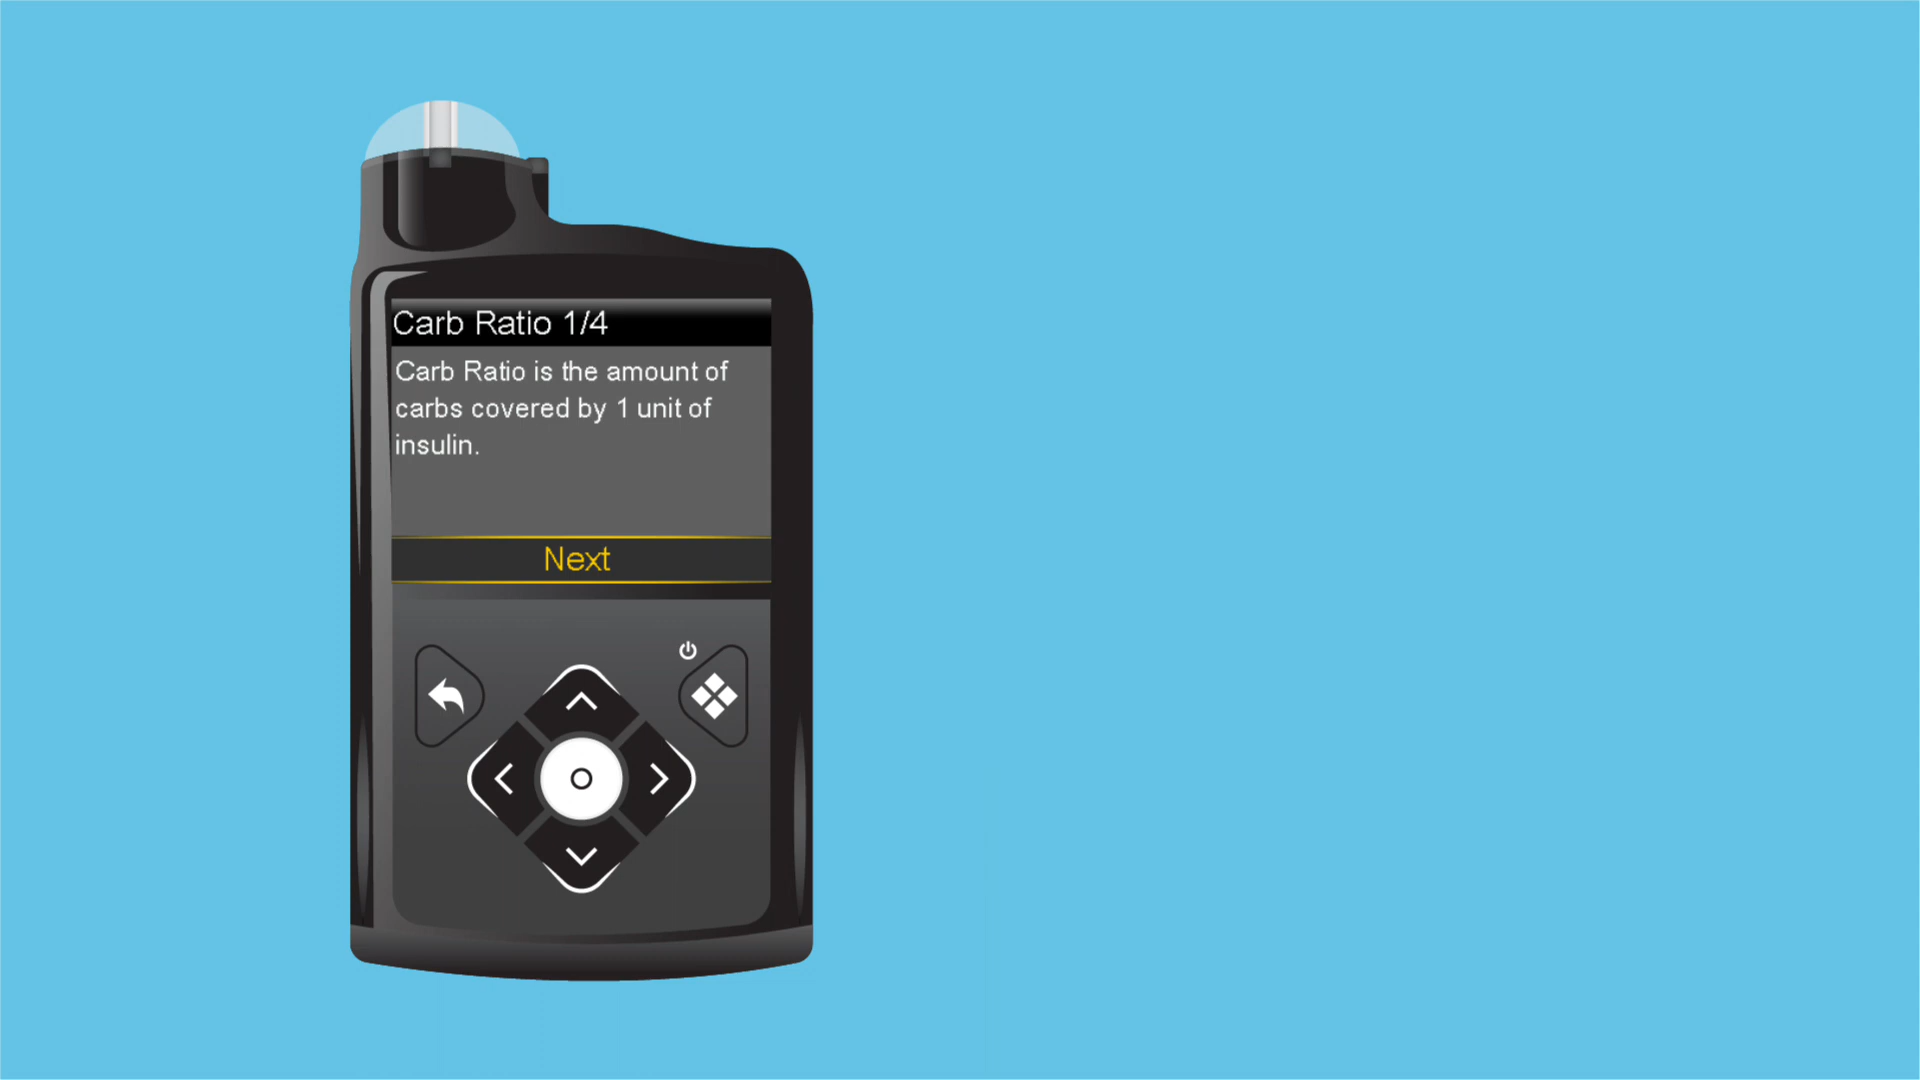 Carb Ratio 1/4
Carb Ratio is the amount of
carbs covered by 1 unit of
insulin.
Next